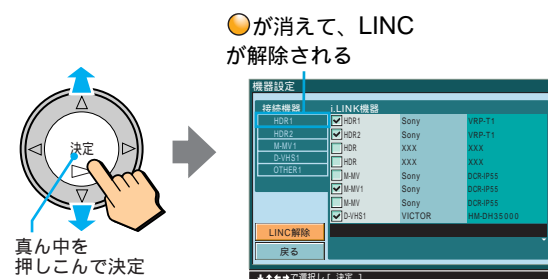 が消えて、LINC
が解除される
決定
真ん中を
押しこんで決定
機器設定
接続機器 i.LINK機器
HDR1
HDR2
M-MV1
D-VHS1
OTHER1
HDR1 Sony VRP-T1
HDR2 Sony VRP-T1
HDR XXX XXX
HDR XXX XXX
M-MV Sony DCR-IP55
M-MV1 Sony DCR-IP55
M-MV Sony DCR-IP55
D-VHS1 VICTOR HM-DH35000
LINC解除
戻る
で選択し［ 決定 ］